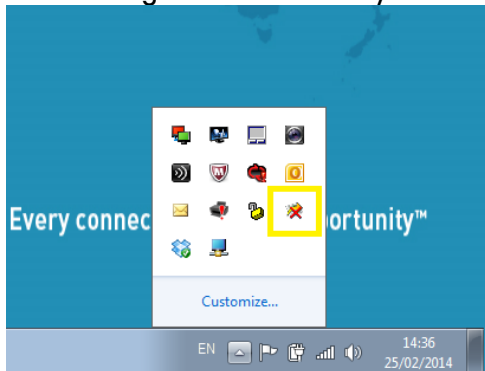 Every connec
ortunity™
Customize...
EN
14:36
25/02/2014